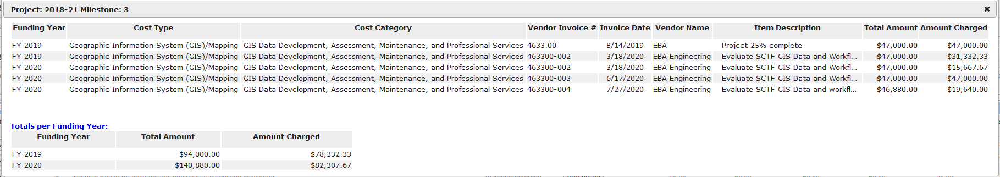 Project: 2018-21 Milestone: 3 ✖
Funding Year Cost Type Cost Category Vendor Invoice # Invoice Date Vendor Name Item Description Total Amount Amount Charged
FY 2019 Geographic Information System (GIS)/Mapping GIS Data Development, Assessment, Maintenance, and Professional Services 4633.00 8/14/2019 EBA Project 25% complete $47,000.00 $47,000.00
FY 2019 Geographic Information System (GIS)/Mapping GIS Data Development, Assessment, Maintenance, and Professional Services 463300-002 3/18/2020 EBA Engineering Evaluate SCTF GIS Data and Workfl... $47,000.00 $31,332.33
FY 2020 Geographic Information System (GIS)/Mapping GIS Data Development, Assessment, Maintenance, and Professional Services 463300-002 3/18/2020 EBA Engineering Evaluate SCTF GIS Data and Workfl... $47,000.00 $15,667.67
FY 2020 Geographic Information System (GIS)/Mapping GIS Data Development, Assessment, Maintenance, and Professional Services 463300-003 6/17/2020 EBA Engineering Evaluate SCTF GIS Data and Workfl... $47,000.00 $47,000.00
FY 2020 Geographic Information System (GIS)/Mapping GIS Data Development, Assessment, Maintenance, and Professional Services 463300-004 7/27/2020 EBA Engineering Evaluate SCTF GIS Data and workfl... $46,880.00 $19,640.00
Totals per Funding Year:
Funding Year Total Amount Amount Charged
FY 2019 $94,000.00 $78,332.33
FY 2020 $140,880.00 $82,307.67